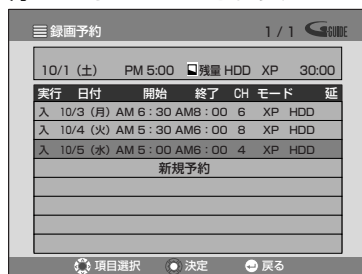 録画予約 1 / 1 GGUIDE
10/1 (土) PM 5:00 残量 HDD XP 30:00
実行 日付 開始 終了 CH モード 延
入 10/3 (月) AM 6:30 AM8:00 6 XP HDD
入 10/4 (火) AM 5:00 AM6:00 8 XP HDD
入 10/5 (水) AM 5:00 AM6:00 4 XP HDD
新規予約
項目選択 決定 戻る